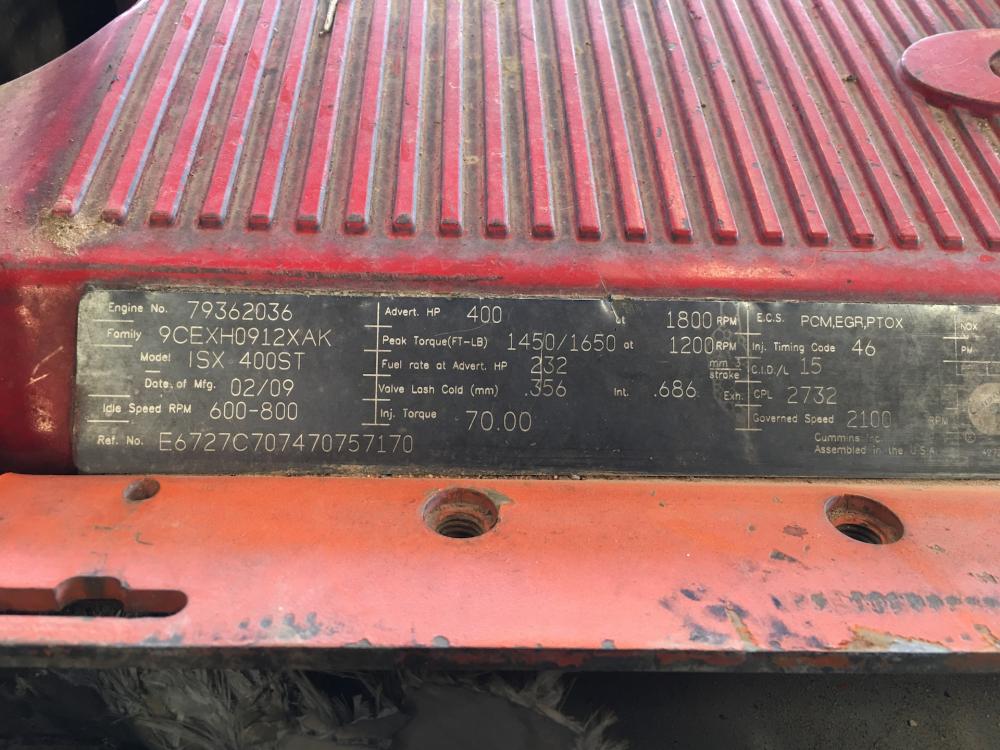 Engine No. 79362036
Family 9CEXH0912XAK
Model ISX 400ST
Date of Mfg. 02/09
Idle Speed RPM 600-800
Ref. No. E6727C707470757170
Advert. HP 400 at 1800 RPM
Peak Torque(FT-LB) 1450/1650 at 1200 RPM
Fuel rate at Advert. HP 232 mm 3 stroke
Valve Lash Cold (mm) .356 Int. .686 Exh.
Inj. Torque 70.00
E.C.S. PCM,EGR,PTOX
Inj. Timing Code 46
C.I.D./L 15
CPL 2732
Governed Speed 2100 RPM
Cummins Inc.
Assembled in the U.S.A.
NOX
PM